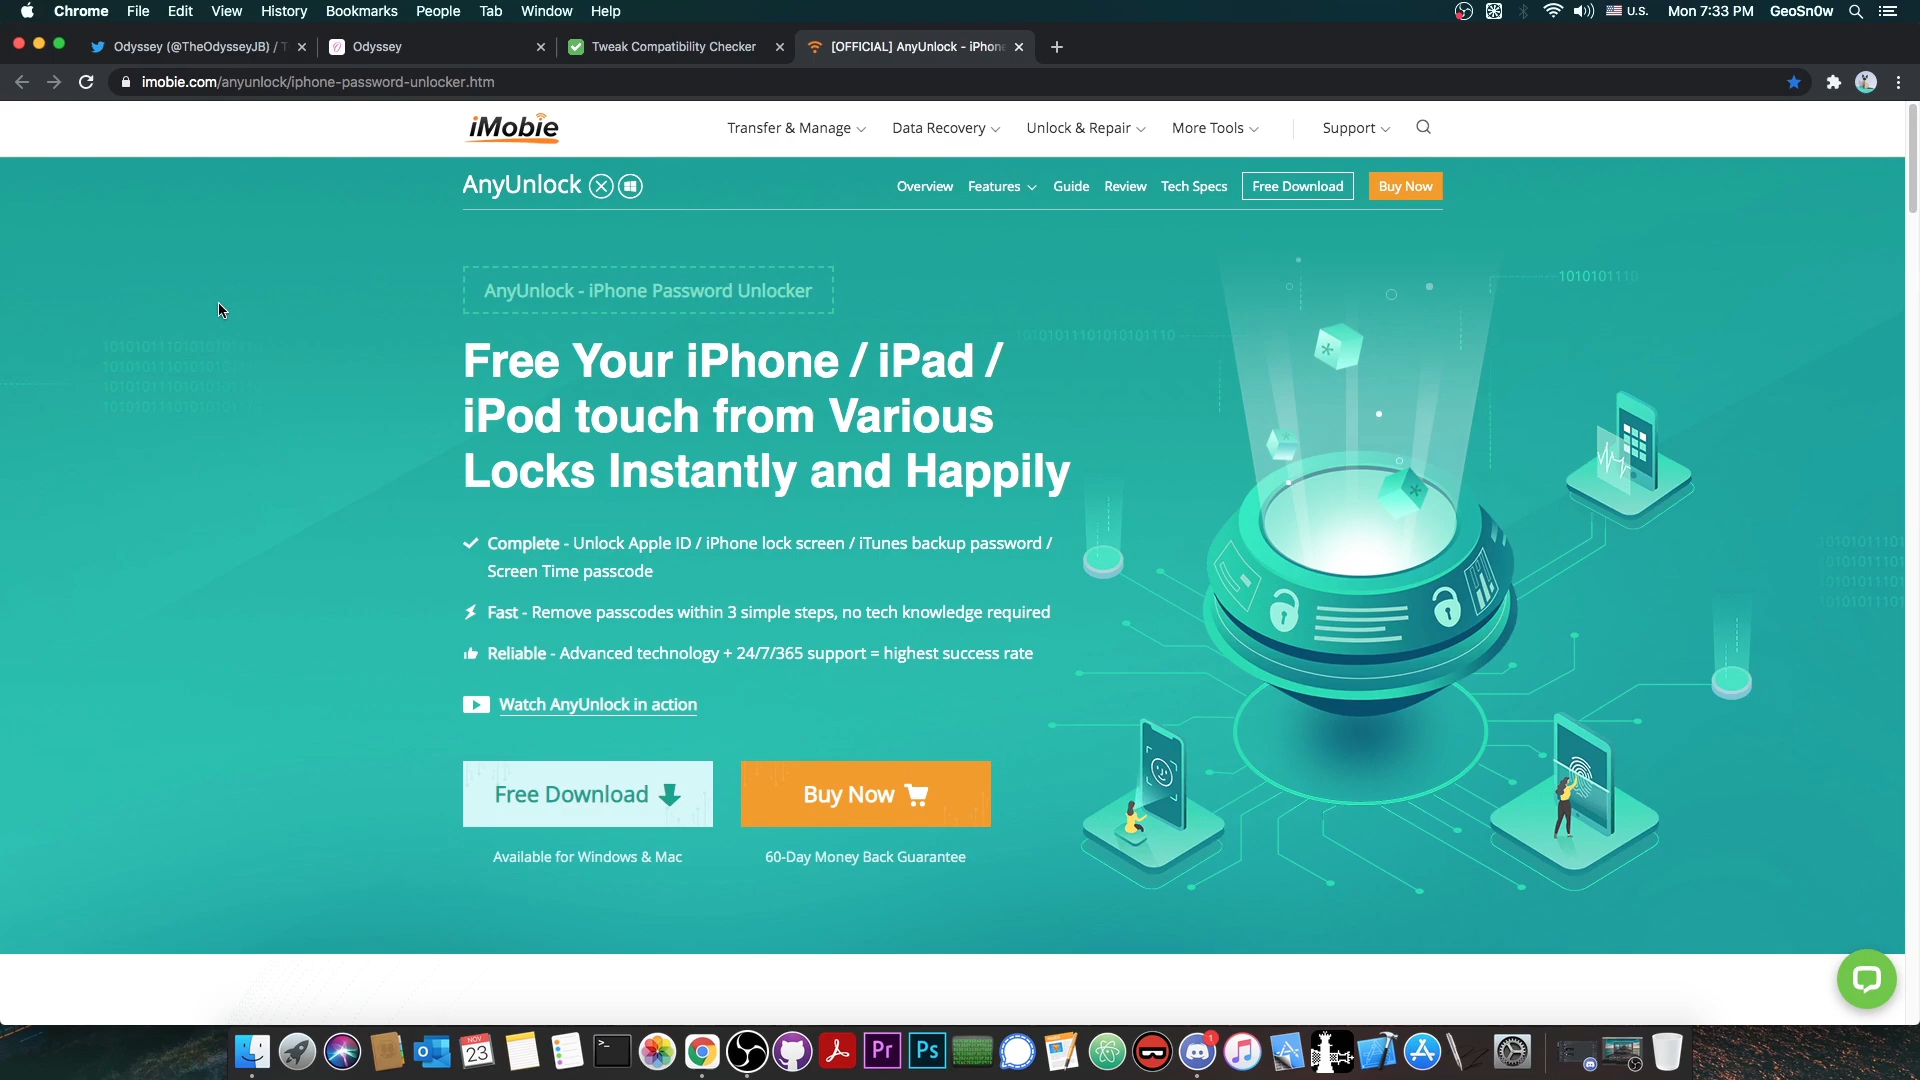 Chrome File Edit View History Bookmarks People Tab Window Help U.S. Mon 7:33 PM GeoSn0w
Odyssey (@TheOdysseyJB) / T Odyssey Tweak Compatibility Checker [OFFICIAL] AnyUnlock - iPhone
imobie.com/anyunlock/iphone-password-unlocker.htm
iMobie Transfer & Manage Data Recovery Unlock & Repair More Tools Support
AnyUnlock Overview Features Guide Review Tech Specs Free Download Buy Now
1010101110
AnyUnlock - iPhone Password Unlocker
Free Your iPhone / iPad /
iPod touch from Various
Locks Instantly and Happily
Complete - Unlock Apple ID / iPhone lock screen / iTunes backup password /
Screen Time passcode
Fast - Remove passcodes within 3 simple steps, no tech knowledge required
Reliable - Advanced technology + 24/7/365 support = highest success rate
Watch AnyUnlock in action
Free Download Buy Now
Available for Windows & Mac 60-Day Money Back Guarantee
NOV
23
Pr Ps
1